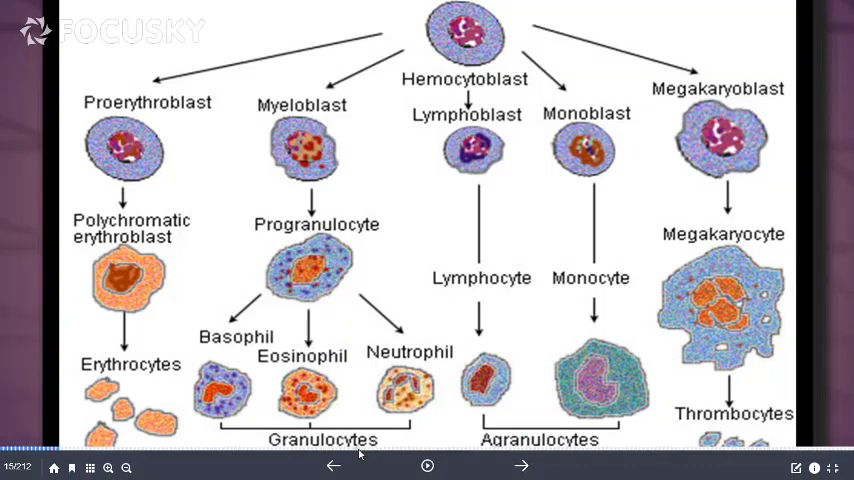 FOCUSKY
Hemocytoblast
Proerythroblast
Myeloblast
Lymphoblast
Monoblast
Megakaryoblast
Polychromatic
erythroblast
Progranulocyte
Lymphocyte
Monocyte
Megakaryocyte
Basophil
Eosinophil
Neutrophil
Erythrocytes
Thrombocytes
Granulocytes
Agranulocytes
15/212